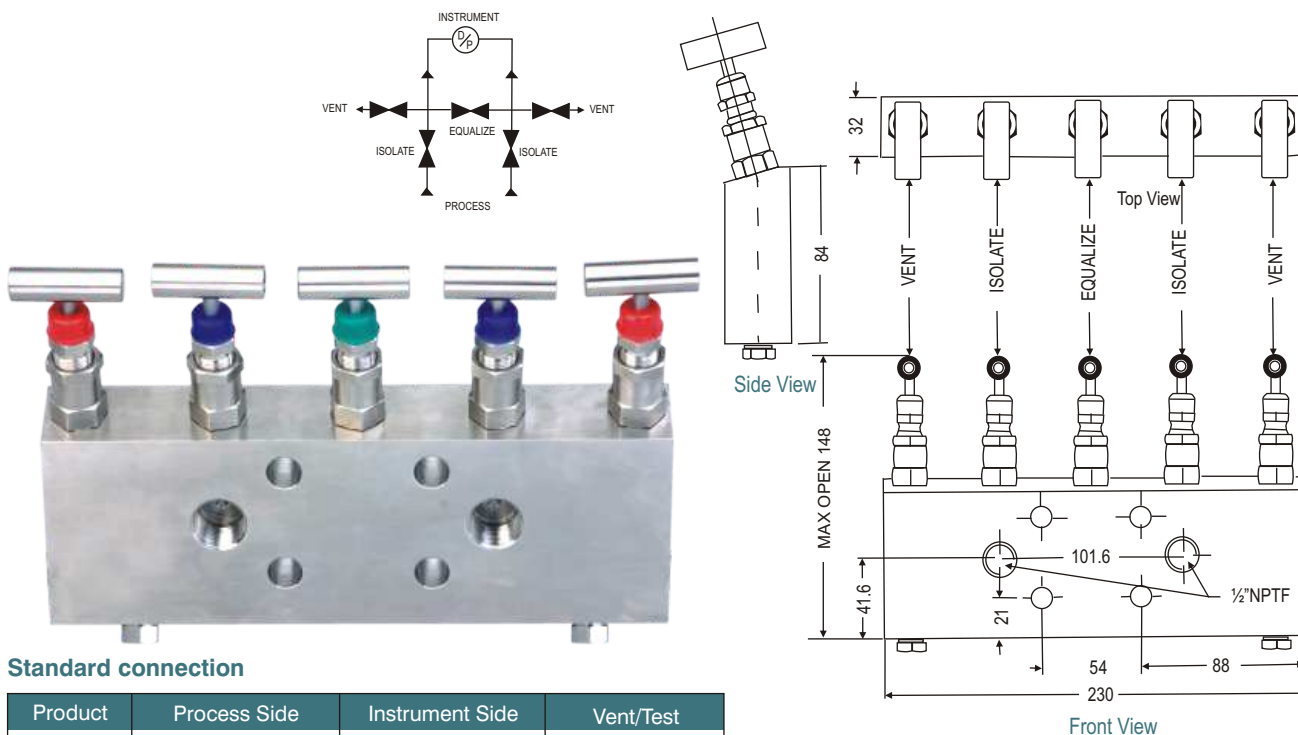 INSTRUMENT
D/P
VENT
VENT
EQUALIZE
ISOLATE
ISOLATE
PROCESS
32
Top View
84
VENT
ISOLATE
EQUALIZE
ISOLATE
VENT
Side View
MAX OPEN 148
101.6
41.6
21
½"NPTF
54
88
230
Front View
Standard connection
Product Process Side Instrument Side Vent/Test